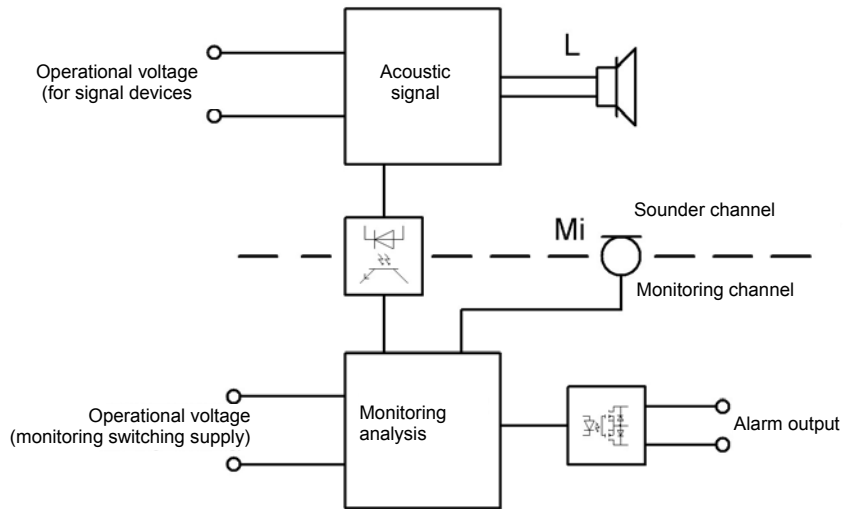 Operational voltage
(for signal devices
Acoustic
signal
L
Mi
Sounder channel
Monitoring channel
Operational voltage
(monitoring switching supply)
Monitoring
analysis
Alarm output